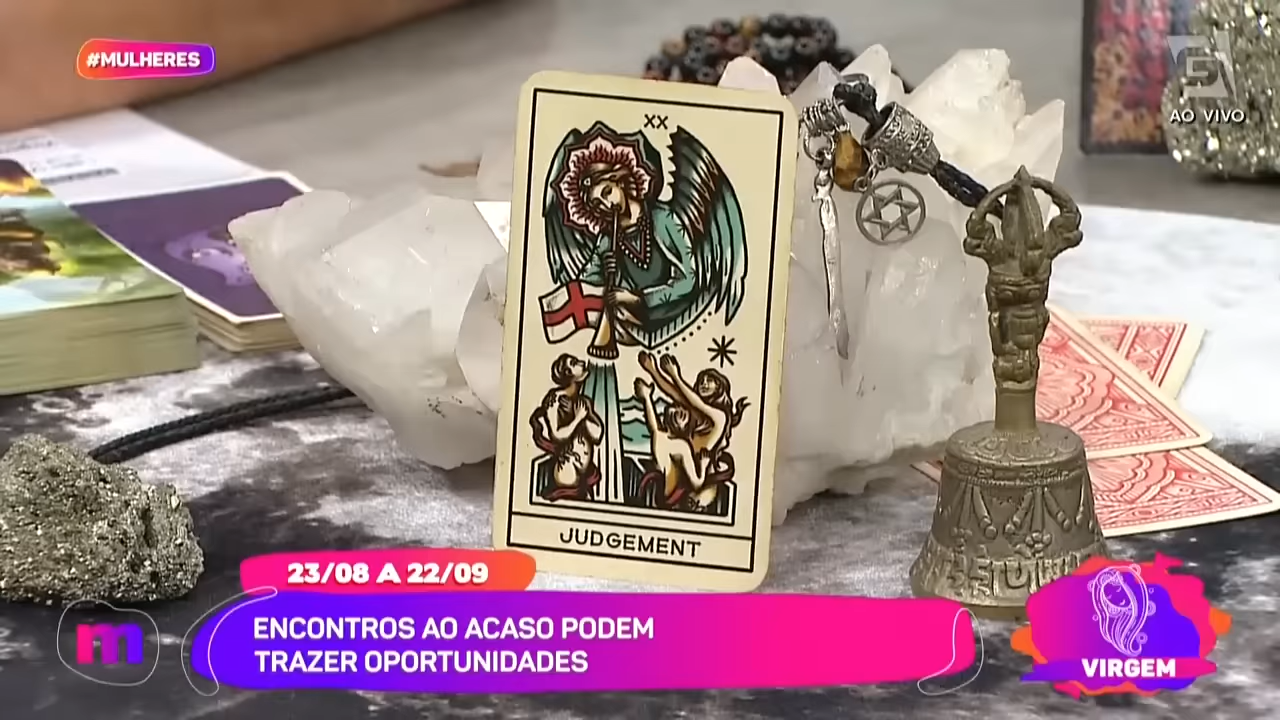 #MULHERES
G
AO VIVO
XX
JUDGEMENT
23/08 A 22/09
m
ENCONTROS AO ACASO PODEM
TRAZER OPORTUNIDADES
VIRGEM